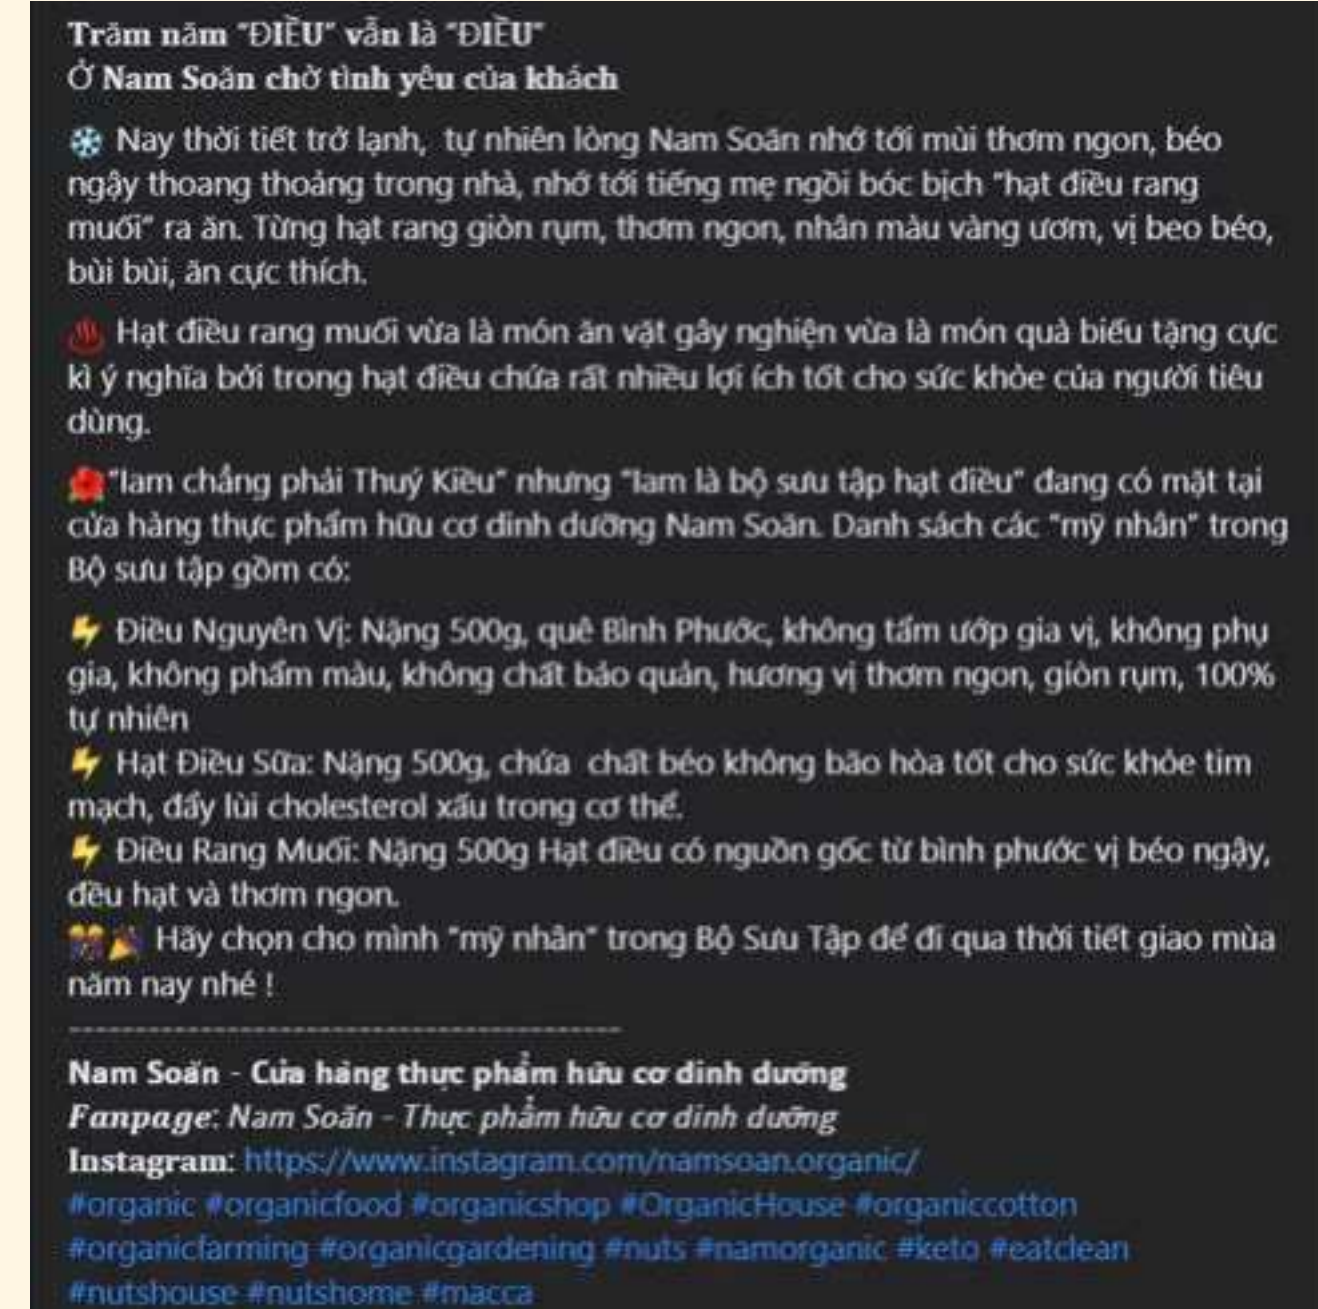 Trăm năm "ĐIỀU" vẫn là "ĐIỀU"
Ở Nam Soăn chờ tình yêu của khách
❄️ Nay thời tiết trở lạnh, tự nhiên lòng Nam Soăn nhớ tới mùi thơm ngon, béo
ngậy thoang thoảng trong nhà, nhớ tới tiếng mẹ ngồi bóc bịch "hạt điều rang
muối" ra ăn. Từng hạt rang giòn rụm, thơm ngon, nhân màu vàng ươm, vị beo béo,
bùi bùi, ăn cực thích.
♨️ Hạt điều rang muối vừa là món ăn vặt gây nghiện vừa là món quà biếu tặng cực
kì ý nghĩa bởi trong hạt điều chứa rất nhiều lợi ích tốt cho sức khỏe của người tiêu
dùng.
🌺"Iam chẳng phải Thuý Kiều" nhưng "Iam là bộ sưu tập hạt điều" đang có mặt tại
cửa hàng thực phẩm hữu cơ dinh dưỡng Nam Soăn. Danh sách các "mỹ nhân" trong
Bộ sưu tập gồm có:
⚡ Điều Nguyên Vị: Nặng 500g, quê Bình Phước, không tẩm ướp gia vị, không phụ
gia, không phẩm màu, không chất bảo quản, hương vị thơm ngon, giòn rụm, 100%
tự nhiên
⚡ Hạt Điều Sữa: Nặng 500g, chứa chất béo không bão hòa tốt cho sức khỏe tim
mạch, đẩy lùi cholesterol xấu trong cơ thể.
⚡ Điều Rang Muối: Nặng 500g Hạt điều có nguồn gốc từ bình phước vị béo ngậy,
đều hạt và thơm ngon.
🎊🎉 Hãy chọn cho mình "mỹ nhân" trong Bộ Sưu Tập để đi qua thời tiết giao mùa
năm nay nhé !
------------------------------------------
Nam Soăn - Cửa hàng thực phẩm hữu cơ dinh dưỡng
Fanpage: Nam Soăn - Thực phẩm hữu cơ dinh dưỡng
Instagram: https://www.instagram.com/namsoan.organic/
#organic #organicfood #organicshop #OrganicHouse #organiccotton
#organicfarming #organicgardening #nuts #namorganic #keto #eatclean
#nutshouse #nutshome #macca